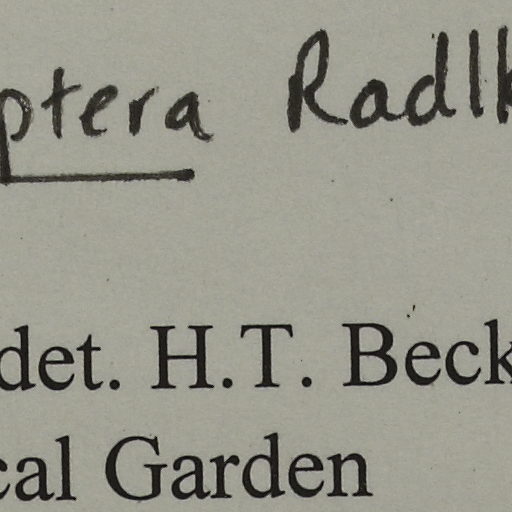 ptera Radlk
det. H.T. Beck
cal Garden